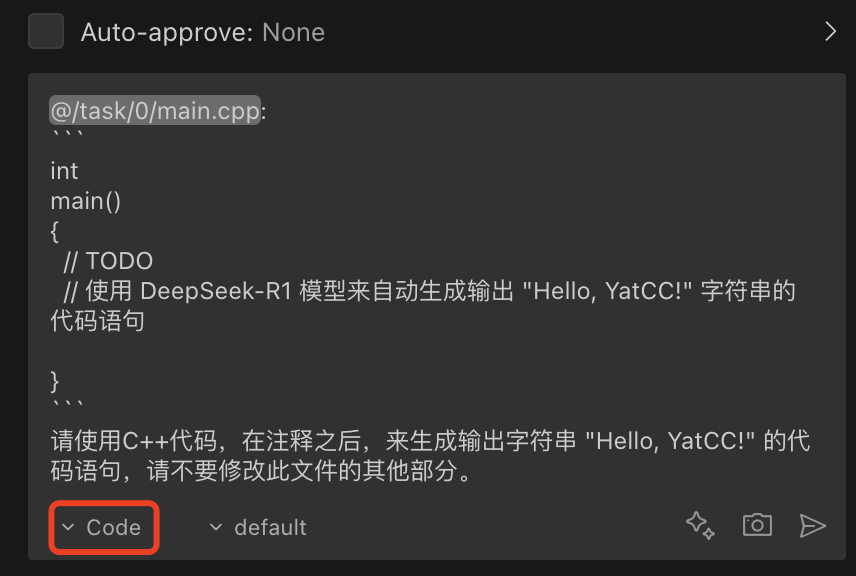 Auto-approve: None
@/task/0/main.cpp:
```
int
main()
{
  // TODO
  // 使用 DeepSeek-R1 模型来自动生成输出 "Hello, YatCC!" 字符串的
代码语句
}
```
请使用C++代码，在注释之后，来生成输出字符串 "Hello, YatCC!" 的代
码语句，请不要修改此文件的其他部分。
Code default